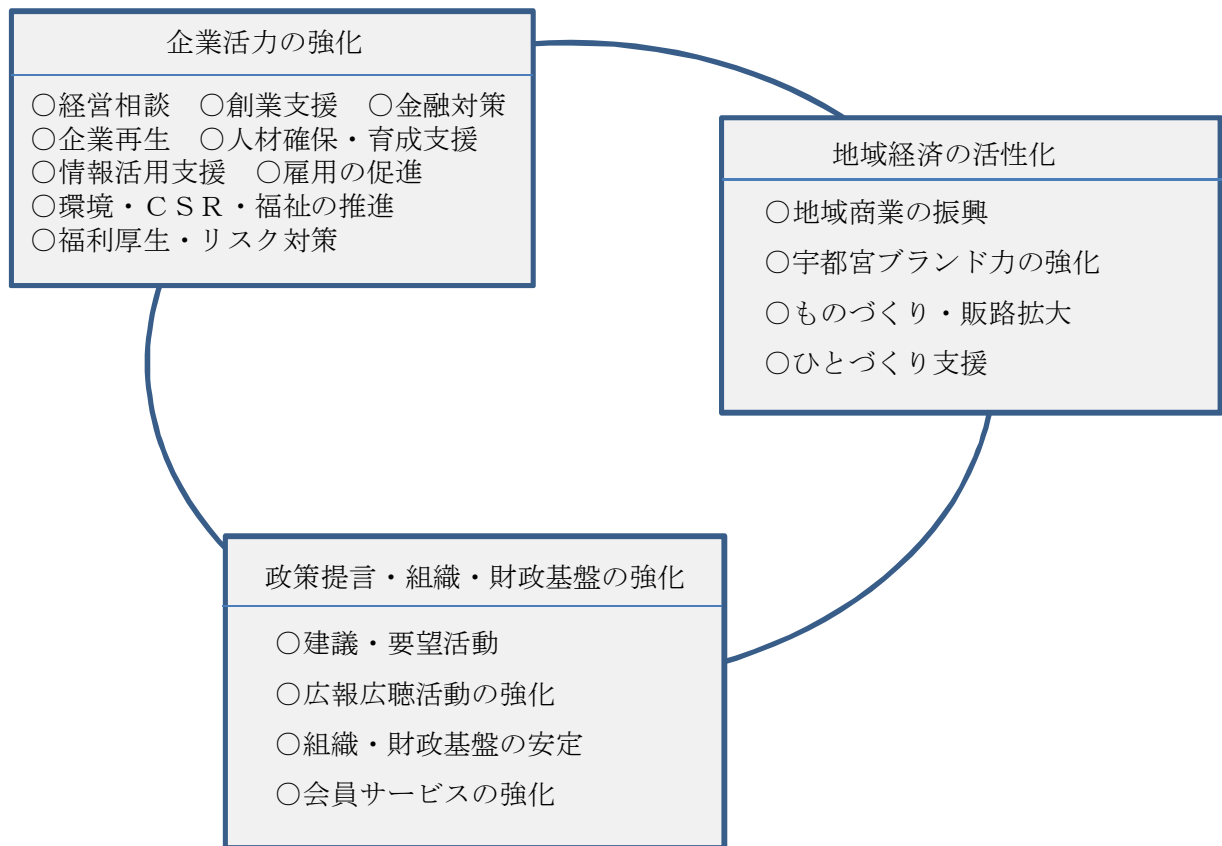 企業活力の強化
○経営相談　○創業支援　○金融対策
○企業再生　○人材確保・育成支援
○情報活用支援　○雇用の促進
○環境・ＣＳＲ・福祉の推進
○福利厚生・リスク対策
地域経済の活性化
○地域商業の振興
○宇都宮ブランド力の強化
○ものづくり・販路拡大
○ひとづくり支援
政策提言・組織・財政基盤の強化
○建議・要望活動
○広報広聴活動の強化
○組織・財政基盤の安定
○会員サービスの強化